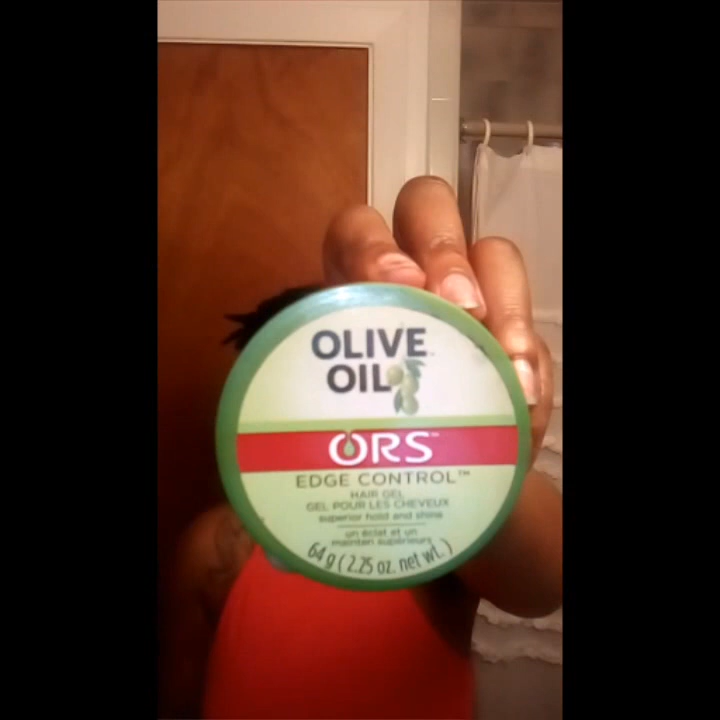 OLIVE
OIL
ORS™
EDGE CONTROL™
HAIR GEL
GEL POUR LES CHEVEUX
superior hold and shine
un éclat et un
maintien supérieurs
64 g (2.25 oz. net wt.)